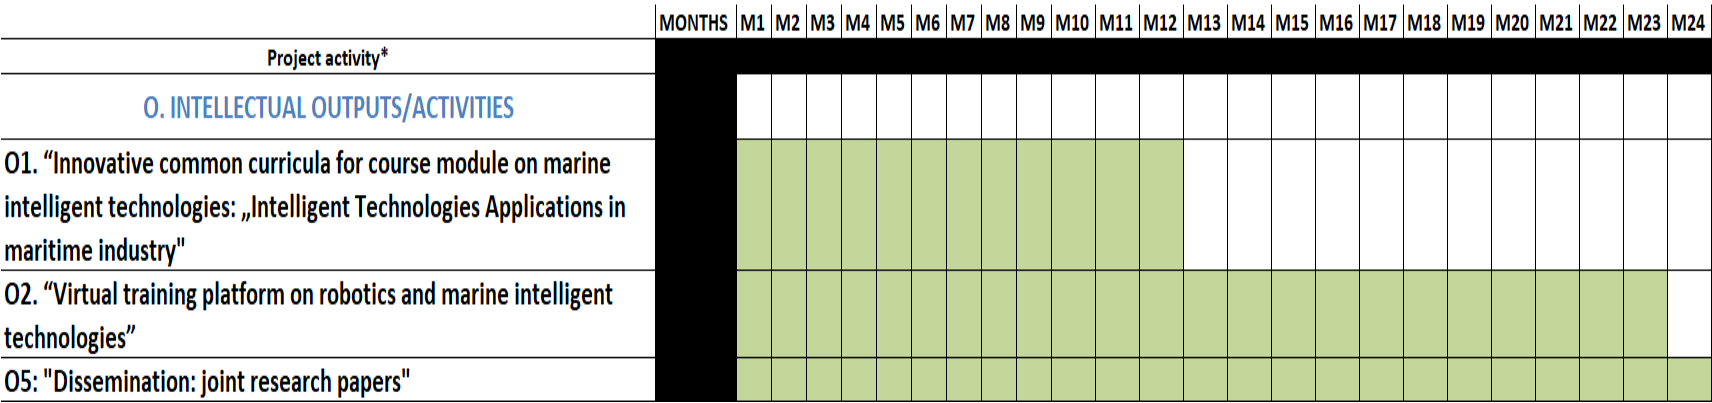 MONTHS M1 M2 M3 M4 M5 M6 M7 M8 M9 M10 M11 M12 M13 M14 M15 M16 M17 M18 M19 M20 M21 M22 M23 M24
Project activity*
O. INTELLECTUAL OUTPUTS/ACTIVITIES
O1. “Innovative common curricula for course module on marine
intelligent technologies: „Intelligent Technologies Applications in
maritime industry"
O2. “Virtual training platform on robotics and marine intelligent
technologies”
O5: "Dissemination: joint research papers"